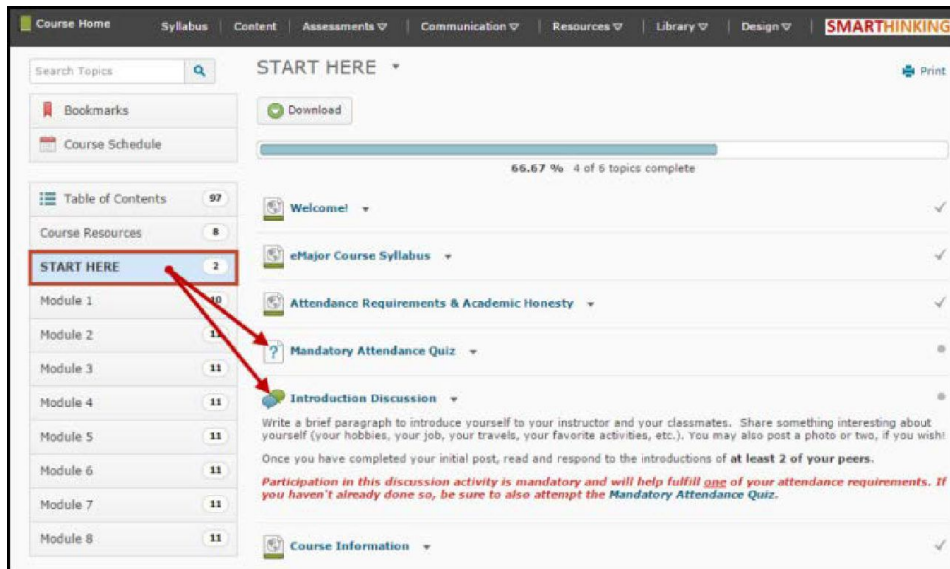 Course Home Syllabus Content Assessments Communication Resources Library Design SMARTHINKING
Search Topics
Bookmarks
Course Schedule
Table of Contents 97
Course Resources 8
START HERE 2
Module 1 10
Module 2 11
Module 3 11
Module 4 11
Module 5 11
Module 6 11
Module 7 11
Module 8 11
START HERE
Print
Download
66.67 % 4 of 6 topics complete
Welcome!
eMajor Course Syllabus
Attendance Requirements & Academic Honesty
Mandatory Attendance Quiz
Introduction Discussion
Write a brief paragraph to introduce yourself to your instructor and your classmates. Share something interesting about
yourself (your hobbies, your job, your travels, your favorite activities, etc.). You may also post a photo or two, if you wish!
Once you have completed your initial post, read and respond to the introductions of at least 2 of your peers.
Participation in this discussion activity is mandatory and will help fulfill one of your attendance requirements. If
you haven't already done so, be sure to also attempt the Mandatory Attendance Quiz.
Course Information